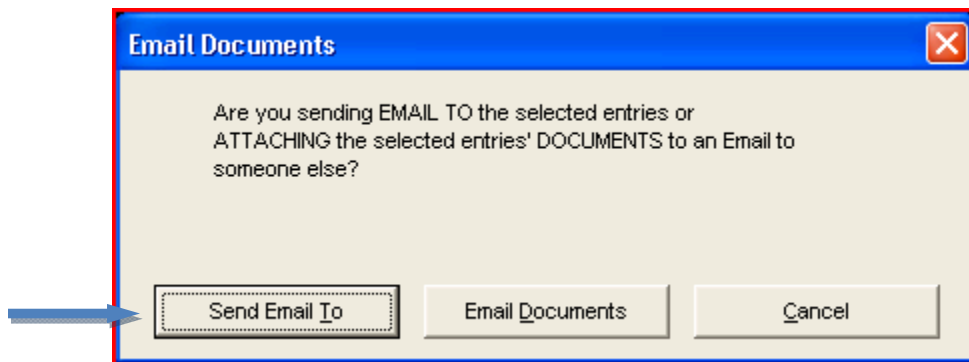 Email Documents
Are you sending EMAIL TO the selected entries or
ATTACHING the selected entries' DOCUMENTS to an Email to
someone else?
Send Email To
Email Documents
Cancel